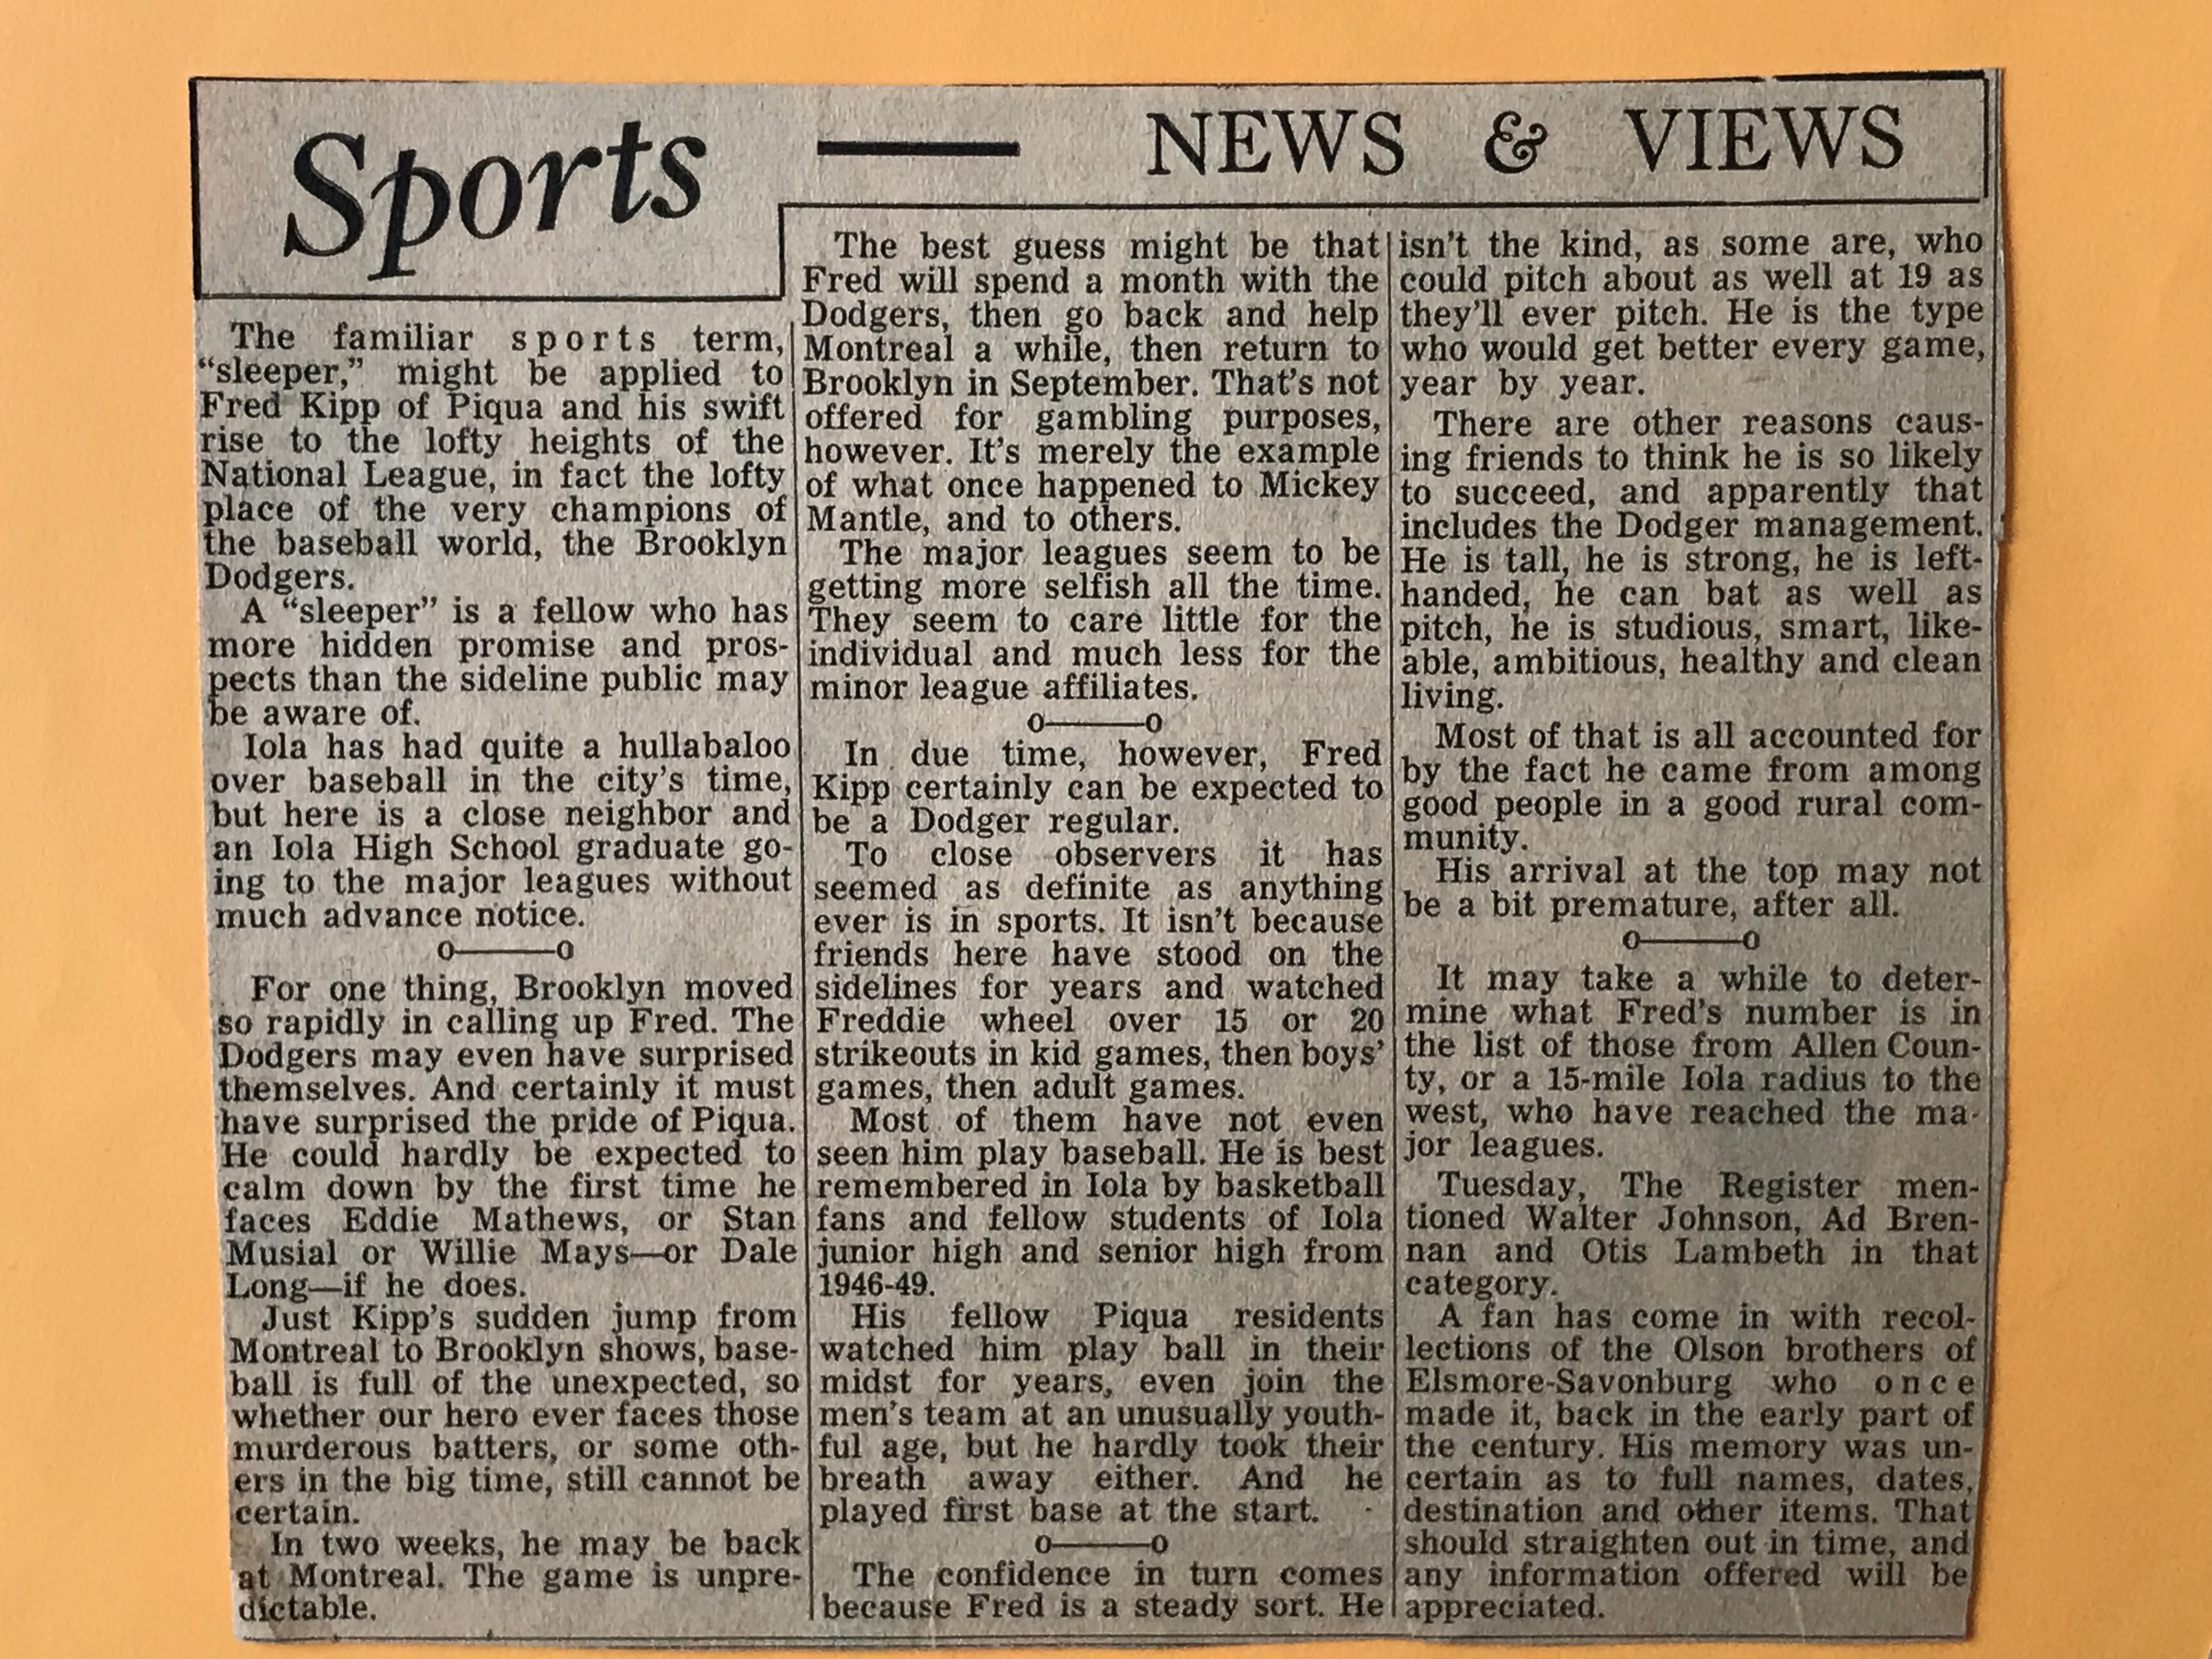 Sports — NEWS & VIEWS
The familiar sports term,
“sleeper,” might be applied to
Fred Kipp of Piqua and his swift
rise to the lofty heights of the
National League, in fact the lofty
place of the very champions of
the baseball world, the Brooklyn
Dodgers.
A “sleeper” is a fellow who has
more hidden promise and pros-
pects than the sideline public may
be aware of.
Iola has had quite a hullabaloo
over baseball in the city's time,
but here is a close neighbor and
an Iola High School graduate go-
ing to the major leagues without
much advance notice.
o——o
For one thing, Brooklyn moved
so rapidly in calling up Fred. The
Dodgers may even have surprised
themselves. And certainly it must
have surprised the pride of Piqua.
He could hardly be expected to
calm down by the first time he
faces Eddie Mathews, or Stan
Musial or Willie Mays—or Dale
Long—if he does.
Just Kipp's sudden jump from
Montreal to Brooklyn shows, base-
ball is full of the unexpected, so
whether our hero ever faces those
murderous batters, or some oth-
ers in the big time, still cannot be
certain.
In two weeks, he may be back
at Montreal. The game is unpre-
dictable.
The best guess might be that
Fred will spend a month with the
Dodgers, then go back and help
Montreal a while, then return to
Brooklyn in September. That's not
offered for gambling purposes,
however. It's merely the example
of what once happened to Mickey
Mantle, and to others.
The major leagues seem to be
getting more selfish all the time.
They seem to care little for the
individual and much less for the
minor league affiliates.
o——o
In due time, however, Fred
Kipp certainly can be expected to
be a Dodger regular.
To close observers it has
seemed as definite as anything
ever is in sports. It isn't because
friends here have stood on the
sidelines for years and watched
Freddie wheel over 15 or 20
strikeouts in kid games, then boys'
games, then adult games.
Most of them have not even
seen him play baseball. He is best
remembered in Iola by basketball
fans and fellow students of Iola
junior high and senior high from
1946-49.
His fellow Piqua residents
watched him play ball in their
midst for years, even join the
men's team at an unusually youth-
ful age, but he hardly took their
breath away either. And he
played first base at the start.
o——o
The confidence in turn comes
because Fred is a steady sort. He
isn't the kind, as some are, who
could pitch about as well at 19 as
they'll ever pitch. He is the type
who would get better every game,
year by year.
There are other reasons caus-
ing friends to think he is so likely
to succeed, and apparently that
includes the Dodger management.
He is tall, he is strong, he is left-
handed, he can bat as well as
pitch, he is studious, smart, like-
able, ambitious, healthy and clean
living.
Most of that is all accounted for
by the fact he came from among
good people in a good rural com-
munity.
His arrival at the top may not
be a bit premature, after all.
o——o
It may take a while to deter-
mine what Fred's number is in
the list of those from Allen Coun-
ty, or a 15-mile Iola radius to the
west, who have reached the ma-
jor leagues.
Tuesday, The Register men-
tioned Walter Johnson, Ad Bren-
nan and Otis Lambeth in that
category.
A fan has come in with recol-
lections of the Olson brothers of
Elsmore-Savonburg who once
made it, back in the early part of
the century. His memory was un-
certain as to full names, dates,
destination and other items. That
should straighten out in time, and
any information offered will be
appreciated.